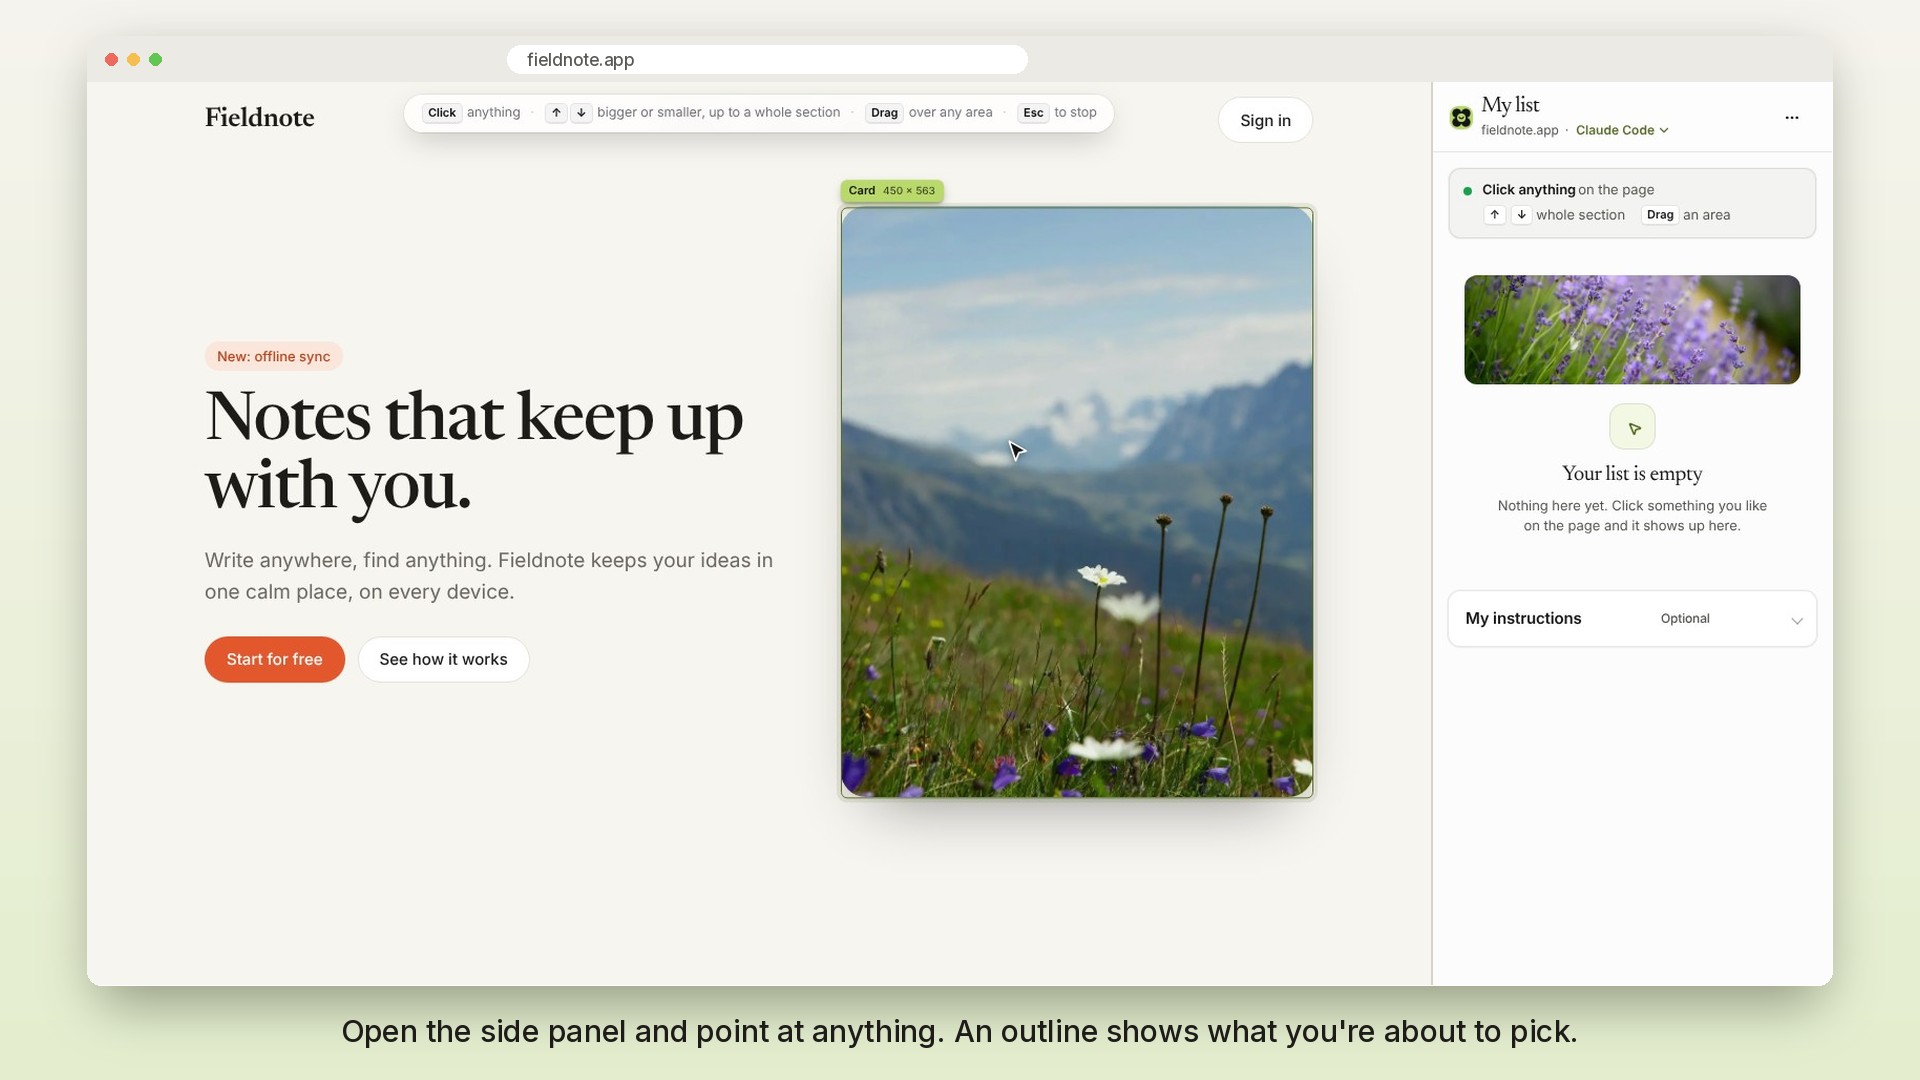 fieldnote.app
Fieldnote
Click anything · ↑ ↓ bigger or smaller, up to a whole section · Drag over any area · Esc to stop
Sign in
Card 450 × 563
New: offline sync
Notes that keep up
with you.
Write anywhere, find anything. Fieldnote keeps your ideas in
one calm place, on every device.
Start for free
See how it works
My list
fieldnote.app · Claude Code
Click anything on the page
↑ ↓ whole section Drag an area
Your list is empty
Nothing here yet. Click something you like
on the page and it shows up here.
My instructions Optional
Open the side panel and point at anything. An outline shows what you're about to pick.